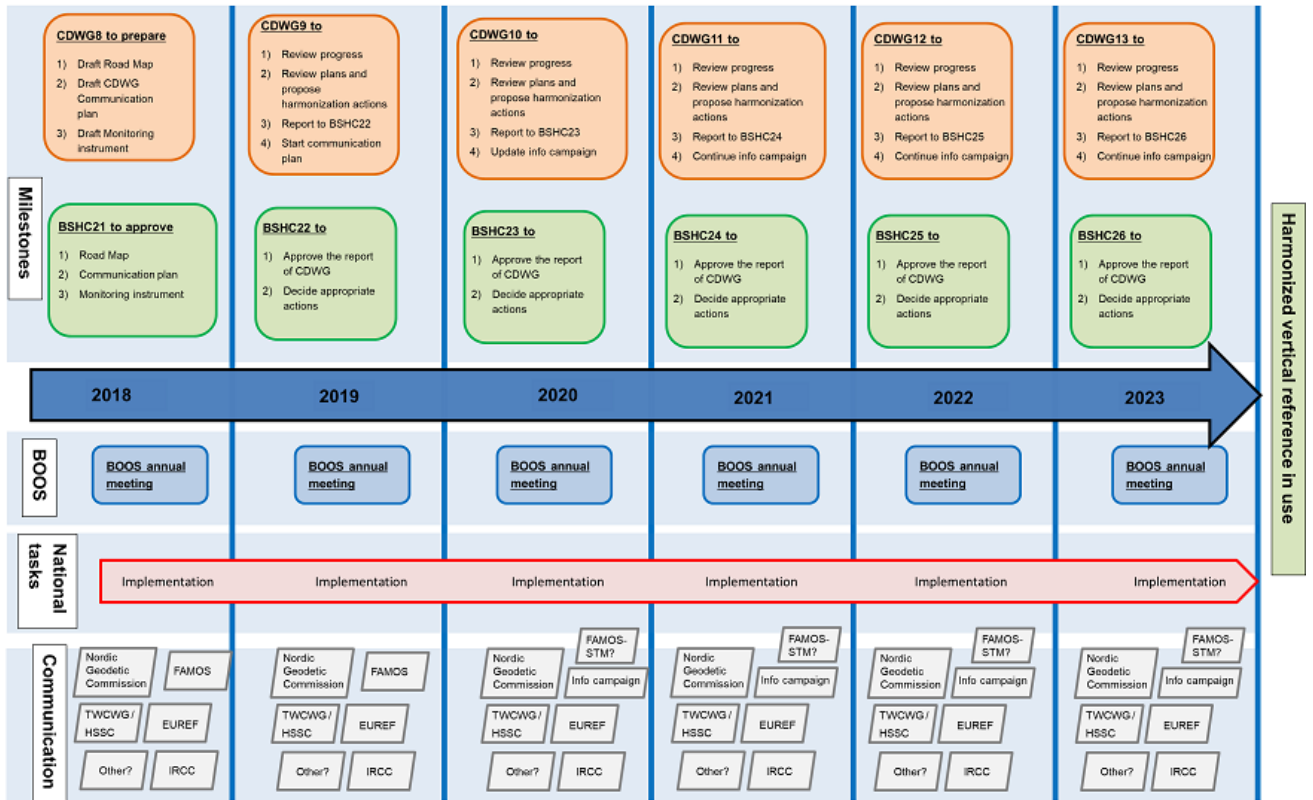 CDWG8 to prepare
1) Draft Road Map
2) Draft CDWG
Communication
plan
3) Draft Monitoring
instrument
CDWG9 to
1) Review progress
2) Review plans and
propose
harmonization actions
3) Report to BSHC22
4) Start communication
plan
CDWG10 to
1) Review progress
2) Review plans and
propose harmonization
actions
3) Report to BSHC23
4) Update info campaign
CDWG11 to
1) Review progress
2) Review plans and
propose harmonization
actions
3) Report to BSHC24
4) Continue info campaign
CDWG12 to
1) Review progress
2) Review plans and
propose harmonization
actions
3) Report to BSHC25
4) Continue info campaign
CDWG13 to
1) Review progress
2) Review plans and
propose harmonization
actions
3) Report to BSHC26
4) Continue info campaign
Milestones
BSHC21 to approve
1) Road Map
2) Communication plan
3) Monitoring instrument
BSHC22 to
1) Approve the report
of CDWG
2) Decide appropriate
actions
BSHC23 to
1) Approve the report
of CDWG
2) Decide appropriate
actions
BSHC24 to
1) Approve the report
of CDWG
2) Decide appropriate
actions
BSHC25 to
1) Approve the report
of CDWG
2) Decide appropriate
actions
BSHC26 to
1) Approve the report
of CDWG
2) Decide appropriate
actions
Harmonized vertical reference in use
2018
2019
2020
2021
2022
2023
BOOS
BOOS annual
meeting
BOOS annual
meeting
BOOS annual
meeting
BOOS annual
meeting
BOOS annual
meeting
BOOS annual
meeting
National
tasks
Implementation
Implementation
Implementation
Implementation
Implementation
Implementation
Communication
Nordic
Geodetic
Commission
FAMOS
TWCWG/
HSSC
EUREF
Other?
IRCC
Nordic
Geodetic
Commission
FAMOS
TWCWG/
HSSC
EUREF
Other?
IRCC
FAMOS-
STM?
Nordic
Geodetic
Commission
Info campaign
TWCWG/
HSSC
EUREF
Other?
IRCC
FAMOS-
STM?
Nordic
Geodetic
Commission
Info campaign
TWCWG/
HSSC
EUREF
Other?
IRCC
FAMOS-
STM?
Nordic
Geodetic
Commission
Info campaign
TWCWG/
HSSC
EUREF
Other?
IRCC
FAMOS-
STM?
Nordic
Geodetic
Commission
Info campaign
TWCWG/
HSSC
EUREF
Other?
IRCC